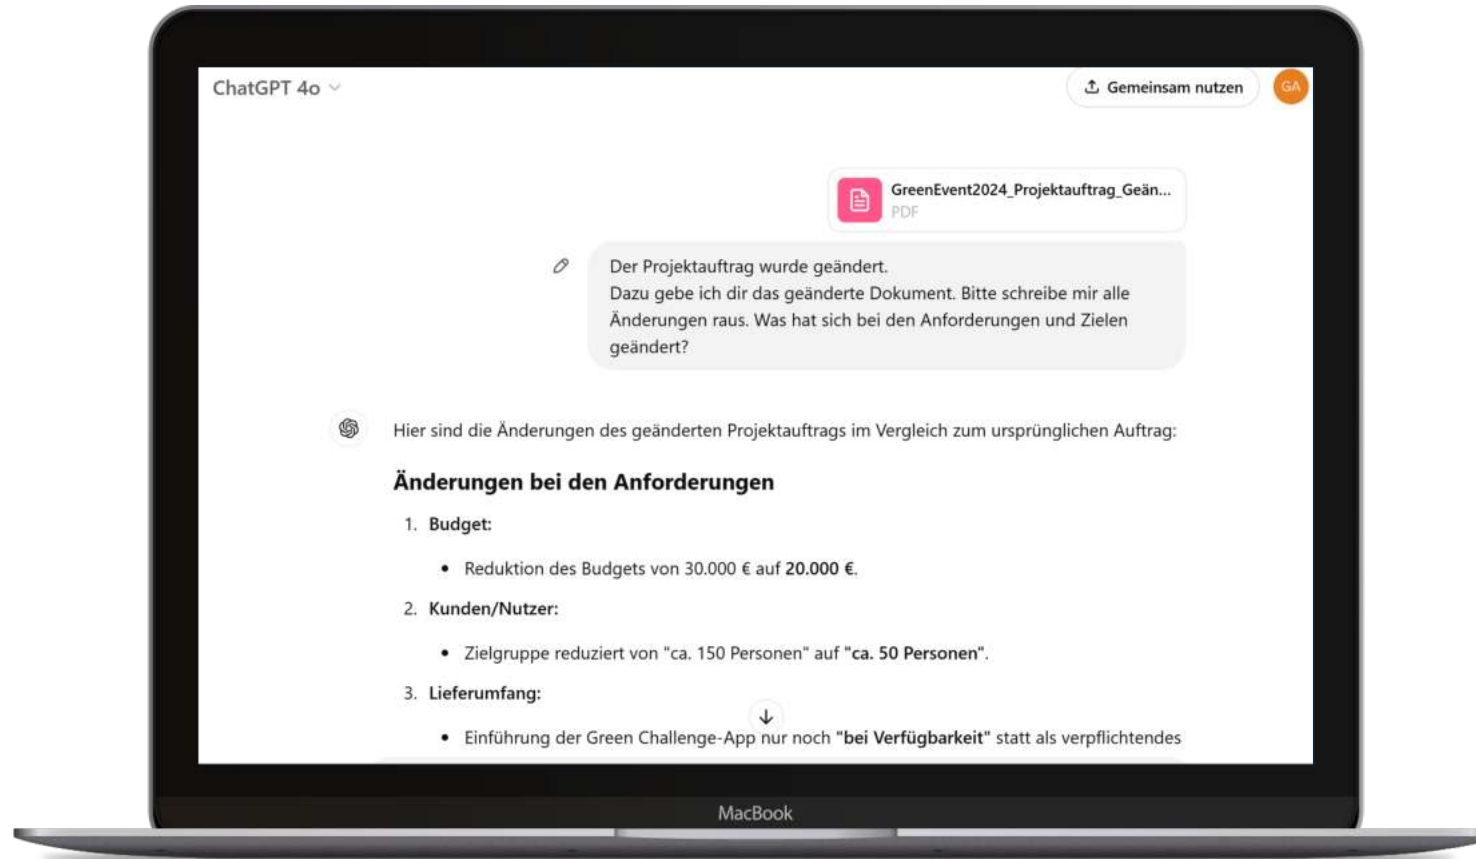 ChatGPT 4o
Gemeinsam nutzen
GA
GreenEvent2024_Projektauftrag_Geän...
PDF
Der Projektauftrag wurde geändert.
Dazu gebe ich dir das geänderte Dokument. Bitte schreibe mir alle
Änderungen raus. Was hat sich bei den Anforderungen und Zielen
geändert?
Hier sind die Änderungen des geänderten Projektauftrags im Vergleich zum ursprünglichen Auftrag:
Änderungen bei den Anforderungen
1. Budget:
• Reduktion des Budgets von 30.000 € auf 20.000 €.
2. Kunden/Nutzer:
• Zielgruppe reduziert von "ca. 150 Personen" auf "ca. 50 Personen".
3. Lieferumfang:
• Einführung der Green Challenge-App nur noch "bei Verfügbarkeit" statt als verpflichtendes
MacBook